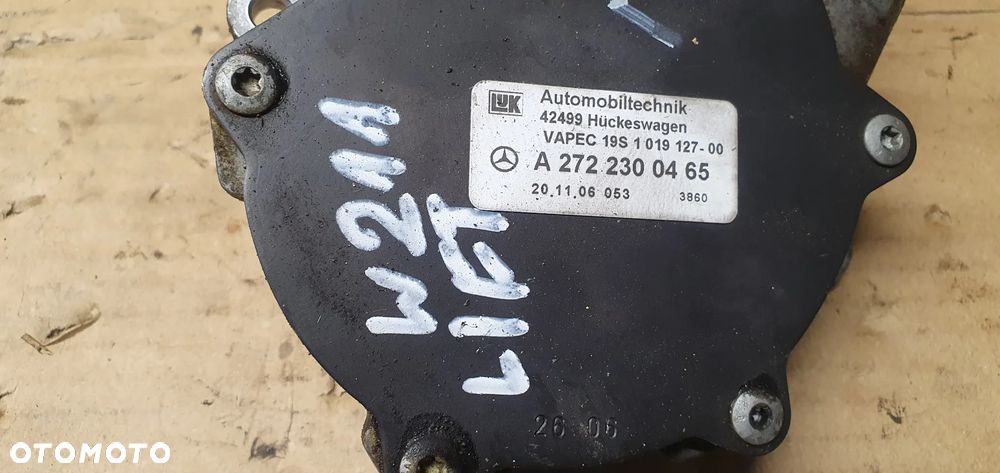 LuK Automobiltechnik
42499 Hückeswagen
VAPEC 19S 1 019 127-00
A 272 230 04 65
20.11.06 053 3860
W211
LIFT
26 06
OTOMOTO